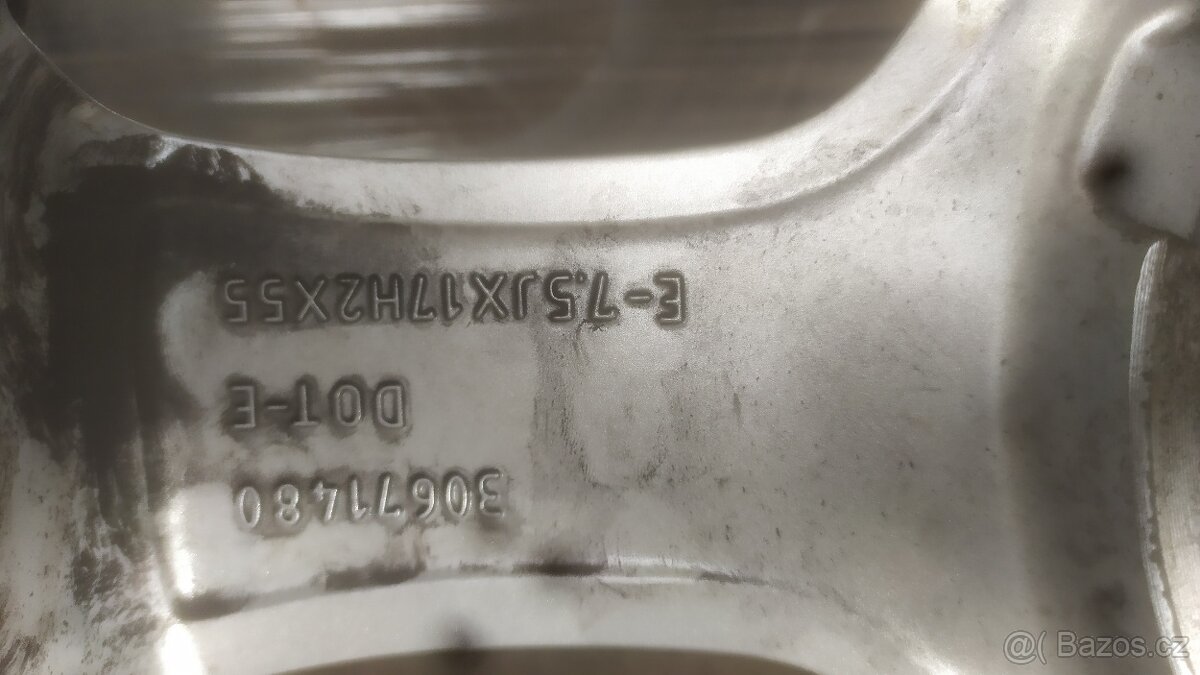 30671480
DOT-E
E-7.5JX17H2X55
@( Bazos.cz